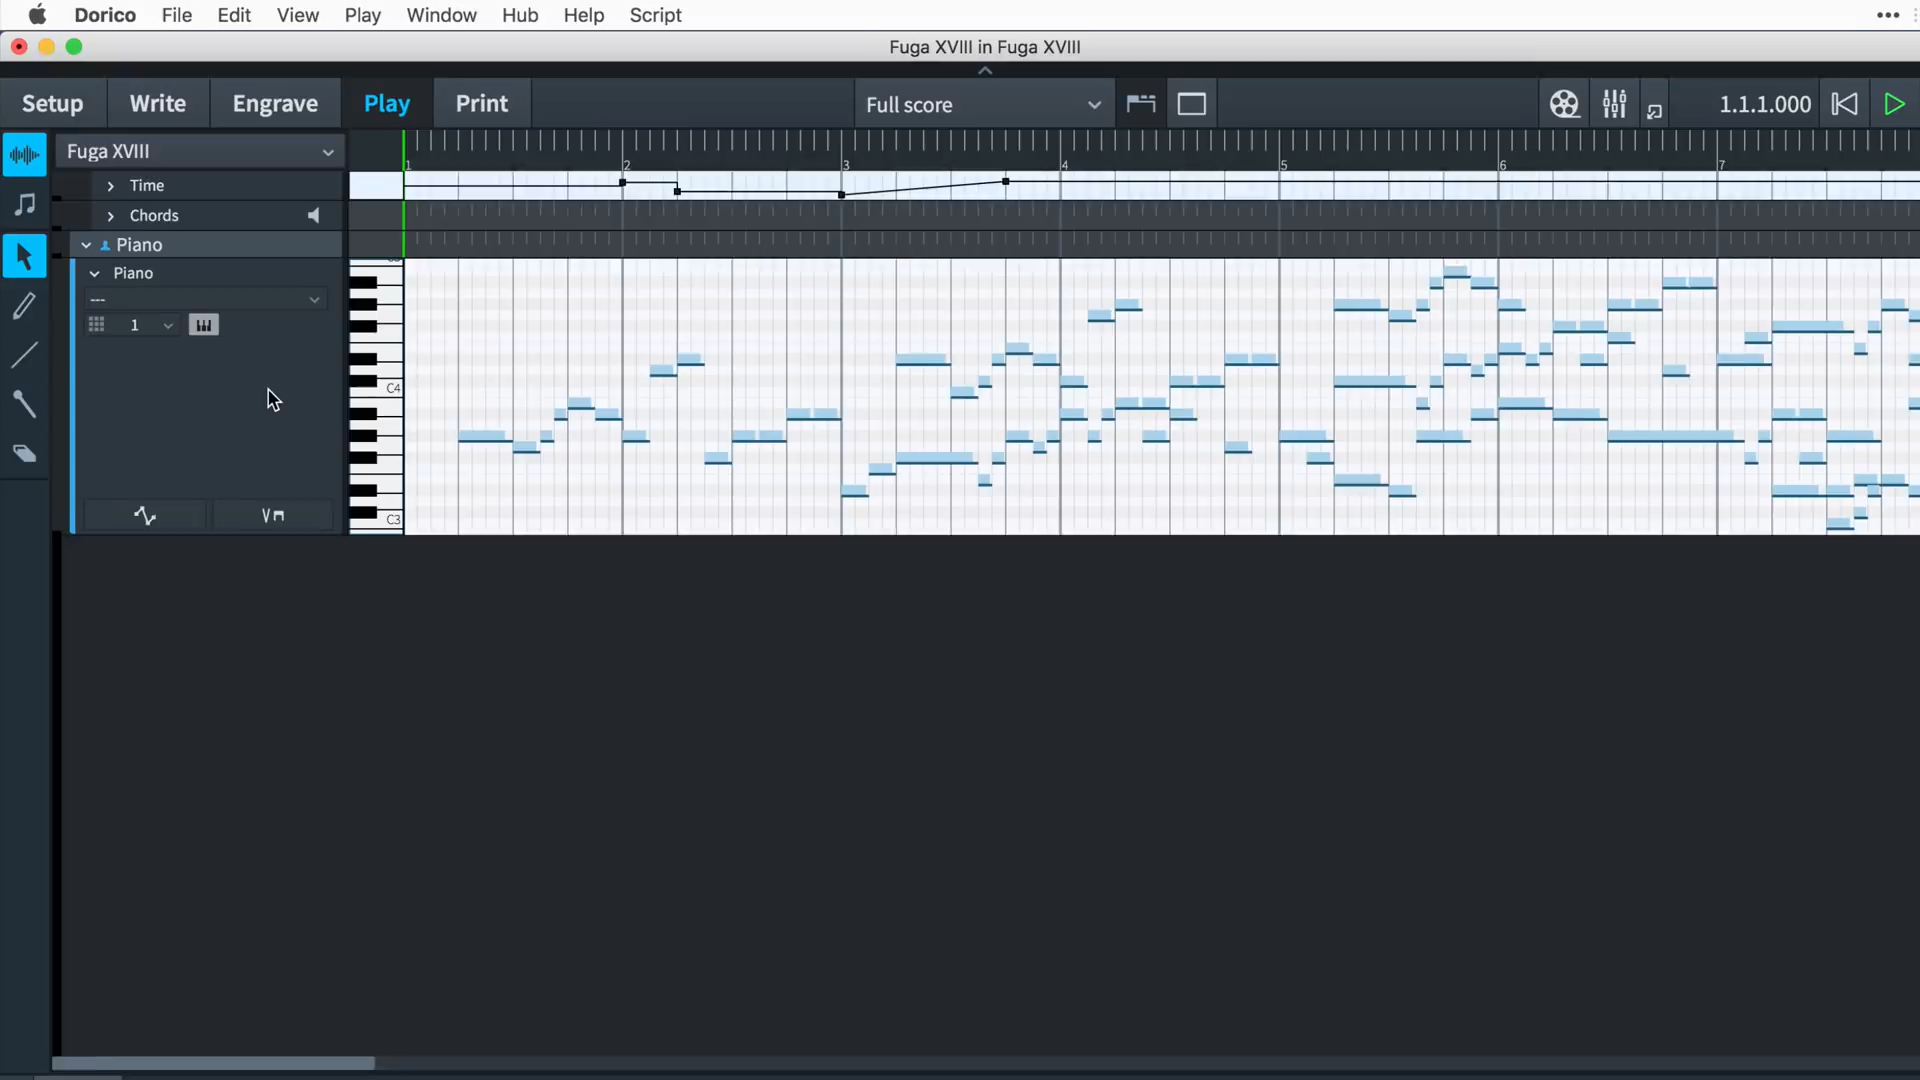 Dorico File Edit View Play Window Hub Help Script
Fuga XVIII in Fuga XVIII
Setup Write Engrave Play Print Full score 1.1.1.000
Fuga XVIII
1 2 3 4 5 6 7
Time
Chords
Piano
Piano
---
1
C4
C3